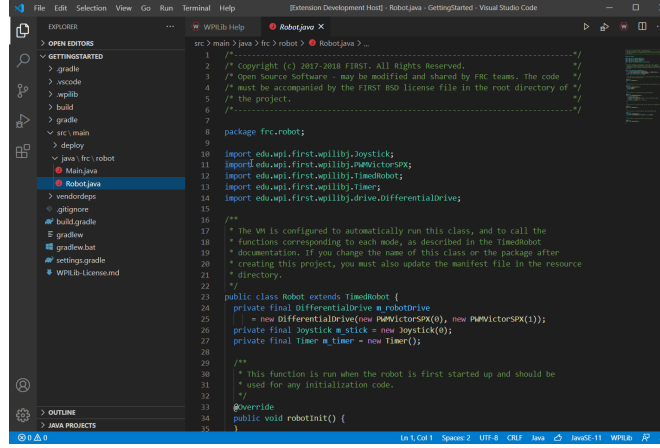 File Edit Selection View Go Run Terminal Help [Extension Development Host] - Robot.java - GettingStarted - Visual Studio Code
EXPLORER
OPEN EDITORS
GETTINGSTARTED
.gradle
.vscode
.wpilib
build
gradle
src \ main
deploy
java \ frc \ robot
Main.java
Robot.java
vendordeps
.gitignore
build.gradle
gradlew
gradlew.bat
settings.gradle
WPILib-License.md
OUTLINE
JAVA PROJECTS
WPILib Help
Robot.java
src > main > java > frc > robot > Robot.java > ...
1 /*----------------------------------------------------------------------------*/
2 /* Copyright (c) 2017-2018 FIRST. All Rights Reserved. */
3 /* Open Source Software - may be modified and shared by FRC teams. The code */
4 /* must be accompanied by the FIRST BSD license file in the root directory of */
5 /* the project. */
6 /*----------------------------------------------------------------------------*/
7
8 package frc.robot;
9
10 import edu.wpi.first.wpilibj.Joystick;
11 import edu.wpi.first.wpilibj.PWMVictorSPX;
12 import edu.wpi.first.wpilibj.TimedRobot;
13 import edu.wpi.first.wpilibj.Timer;
14 import edu.wpi.first.wpilibj.drive.DifferentialDrive;
15
16 /**
17 * The VM is configured to automatically run this class, and to call the
18 * functions corresponding to each mode, as described in the TimedRobot
19 * documentation. If you change the name of this class or the package after
20 * creating this project, you must also update the manifest file in the resource
21 * directory.
22 */
23 public class Robot extends TimedRobot {
24 private final DifferentialDrive m_robotDrive
25 = new DifferentialDrive(new PWMVictorSPX(0), new PWMVictorSPX(1));
26 private final Joystick m_stick = new Joystick(0);
27 private final Timer m_timer = new Timer();
28
29 /**
30 * This function is run when the robot is first started up and should be
31 * used for any initialization code.
32 */
33 @Override
34 public void robotInit() {
35 }
0 0 Ln 1, Col 1 Spaces: 2 UTF-8 CRLF Java JavaSE-11 WPILib